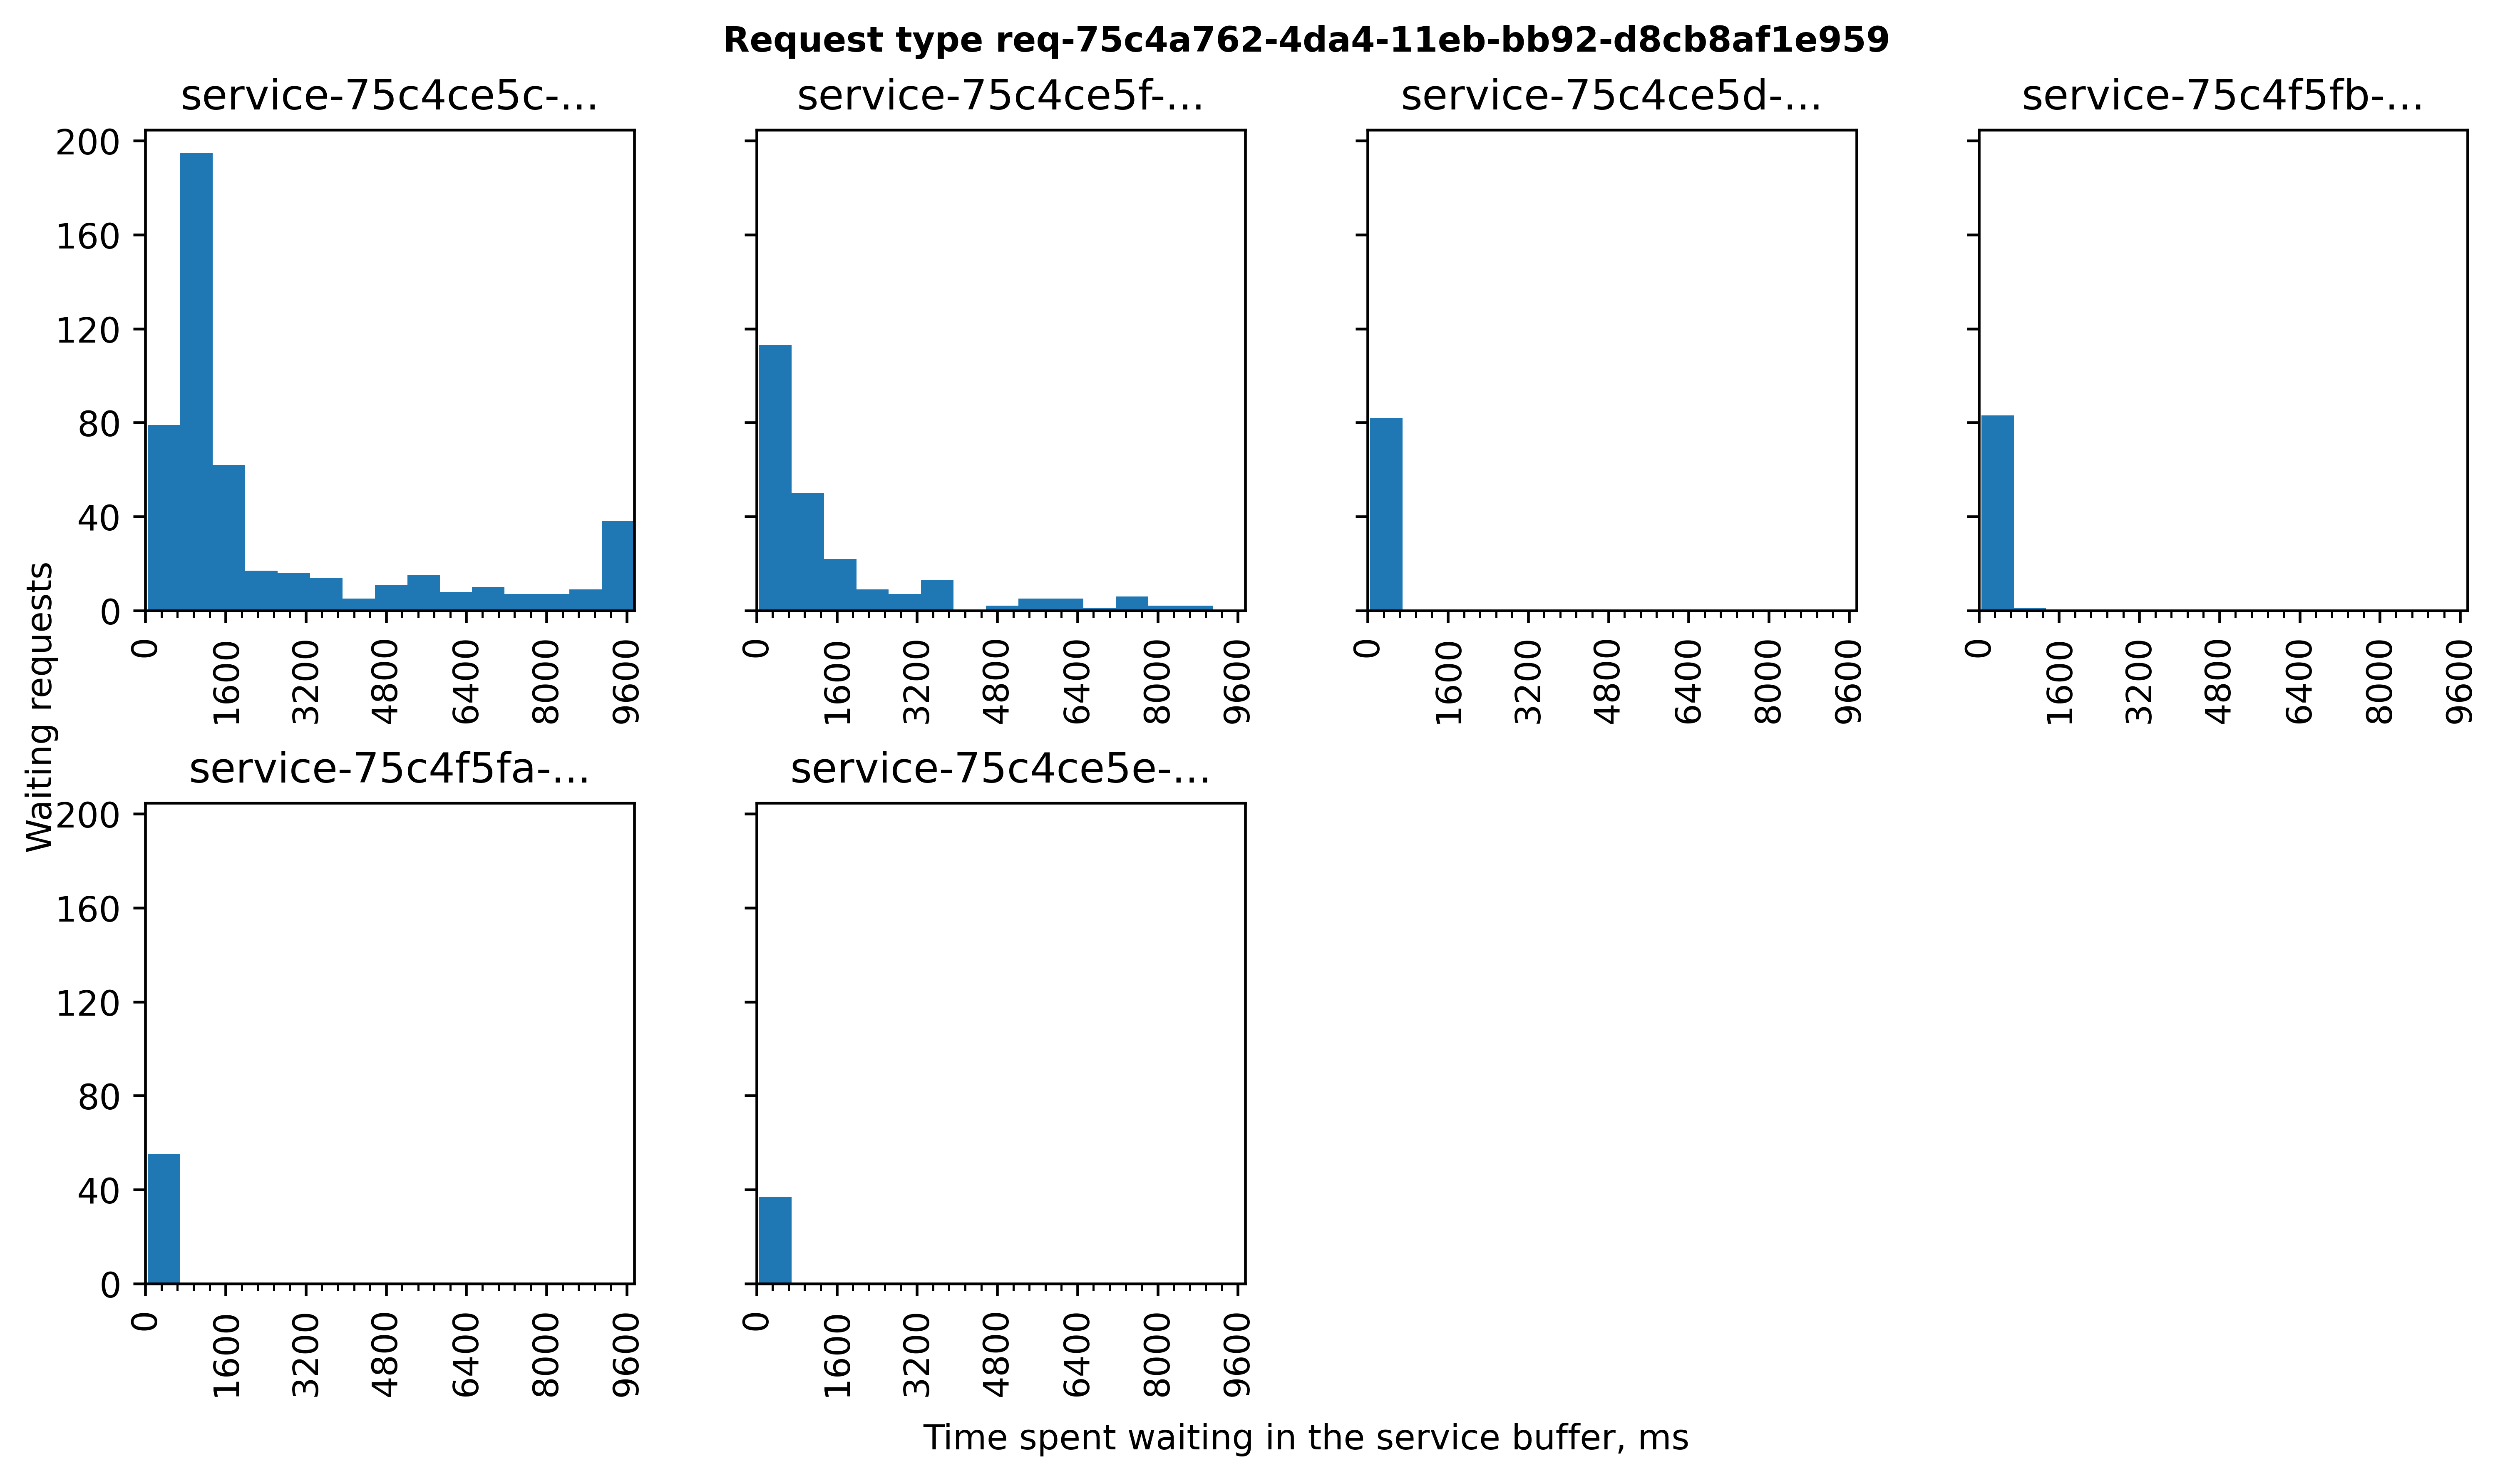 Request type req-75c4a762-4da4-11eb-bb92-d8cb8af1e959
service-75c4ce5c-...
service-75c4ce5f-...
service-75c4ce5d-...
service-75c4f5fb-...
200
160
120
80
40
0
0 1600 3200 4800 6400 8000 9600
0 1600 3200 4800 6400 8000 9600
0 1600 3200 4800 6400 8000 9600
0 1600 3200 4800 6400 8000 9600
Waiting requests
service-75c4f5fa-...
service-75c4ce5e-...
200
160
120
80
40
0
0 1600 3200 4800 6400 8000 9600
0 1600 3200 4800 6400 8000 9600
Time spent waiting in the service buffer, ms